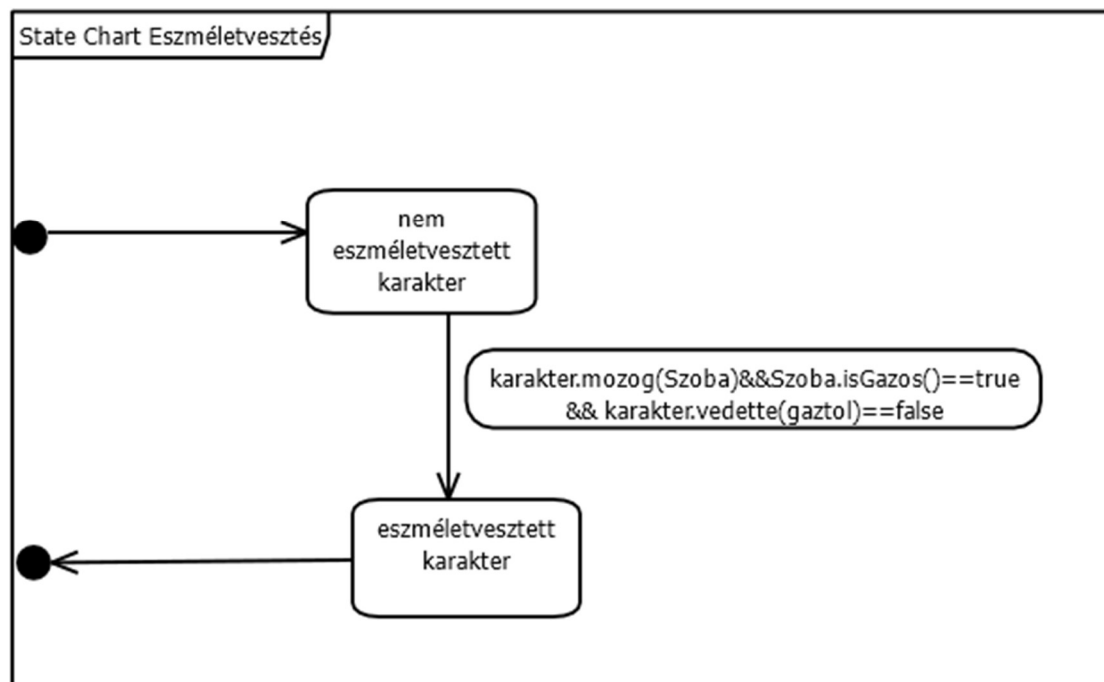 State Chart Eszméletvesztés
nem
eszméletvesztett
karakter
karakter.mozog(Szoba)&&Szoba.isGazos()==true
&& karakter.vedette(gaztol)==false
eszméletvesztett
karakter